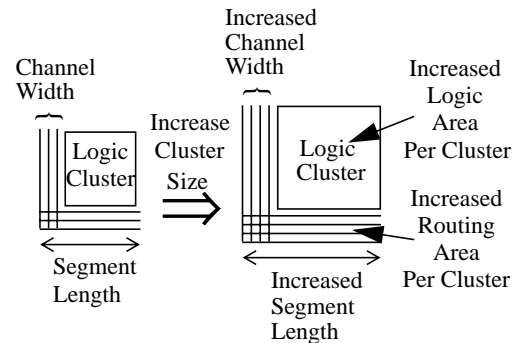 Channel
Width
Logic
Cluster
Segment
Length
Increase
Cluster
Size
Increased
Channel
Width
Logic
Cluster
Increased
Segment
Length
Increased
Logic
Area
Per Cluster
Increased
Routing
Area
Per Cluster